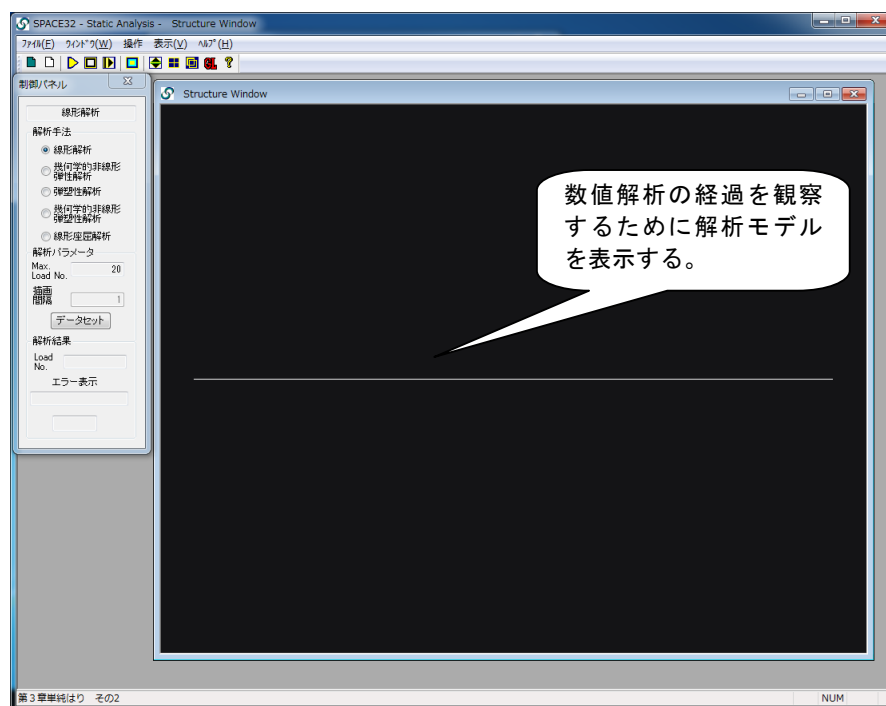 SPACE32 - Static Analysis - Structure Window
ファイル(F) ウィンドウ(W) 操作 表示(V) ヘルプ(H)
制御パネル
線形解析
解析手法
線形解析
幾何学的非線形
弾性解析
弾塑性解析
幾何学的非線形
弾塑性解析
線形座屈解析
解析パラメータ
Max.
Load No. 20
描画
間隔 1
データセット
解析結果
Load
No.
エラー表示
Structure Window
数値解析の経過を観察
するために解析モデル
を表示する。
第3章単純はり その2
NUM